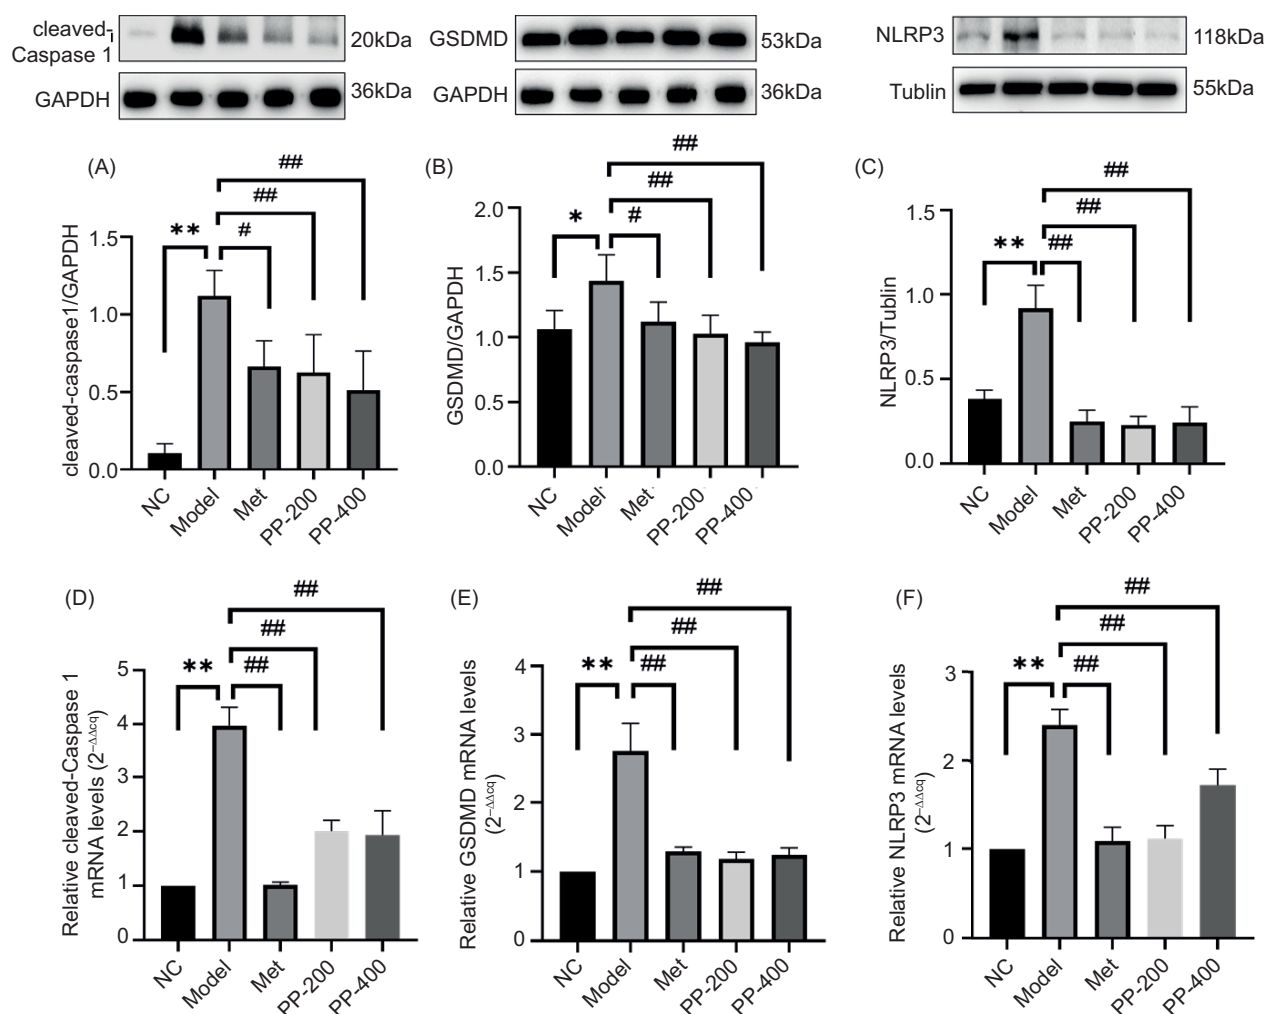 cleaved-
Caspase 1
20kDa
GAPDH
36kDa
GSDMD
53kDa
GAPDH
36kDa
NLRP3
118kDa
Tublin
55kDa
(A)
cleaved-caspase1/GAPDH
1.5
1.0
0.5
0.0
**
#
##
##
NC
Model
Met
PP-200
PP-400
(B)
GSDMD/GAPDH
2.0
1.5
1.0
0.5
0.0
*
#
##
##
NC
Model
Met
PP-200
PP-400
(C)
NLRP3/Tublin
1.5
1.0
0.5
0.0
**
##
##
##
NC
Model
Met
PP-200
PP-400
(D)
Relative cleaved-Caspase 1
mRNA levels (2−ΔΔcq)
5
4
3
2
1
0
**
##
##
##
NC
Model
Met
PP-200
PP-400
(E)
Relative GSDMD mRNA levels
(2−ΔΔcq)
4
3
2
1
0
**
##
##
##
NC
Model
Met
PP-200
PP-400
(F)
Relative NLRP3 mRNA levels
(2−ΔΔcq)
3
2
1
0
**
##
##
##
NC
Model
Met
PP-200
PP-400